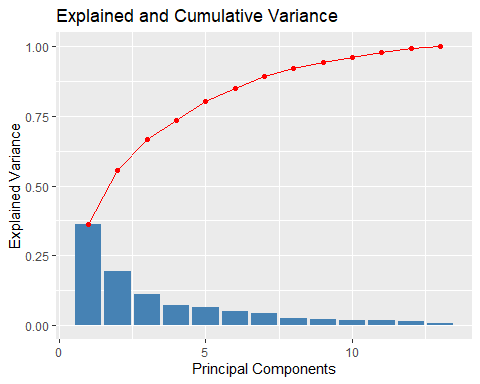 Explained and Cumulative Variance
1.00
0.75
0.50
0.25
0.00
Explained Variance
0 5 10
Principal Components